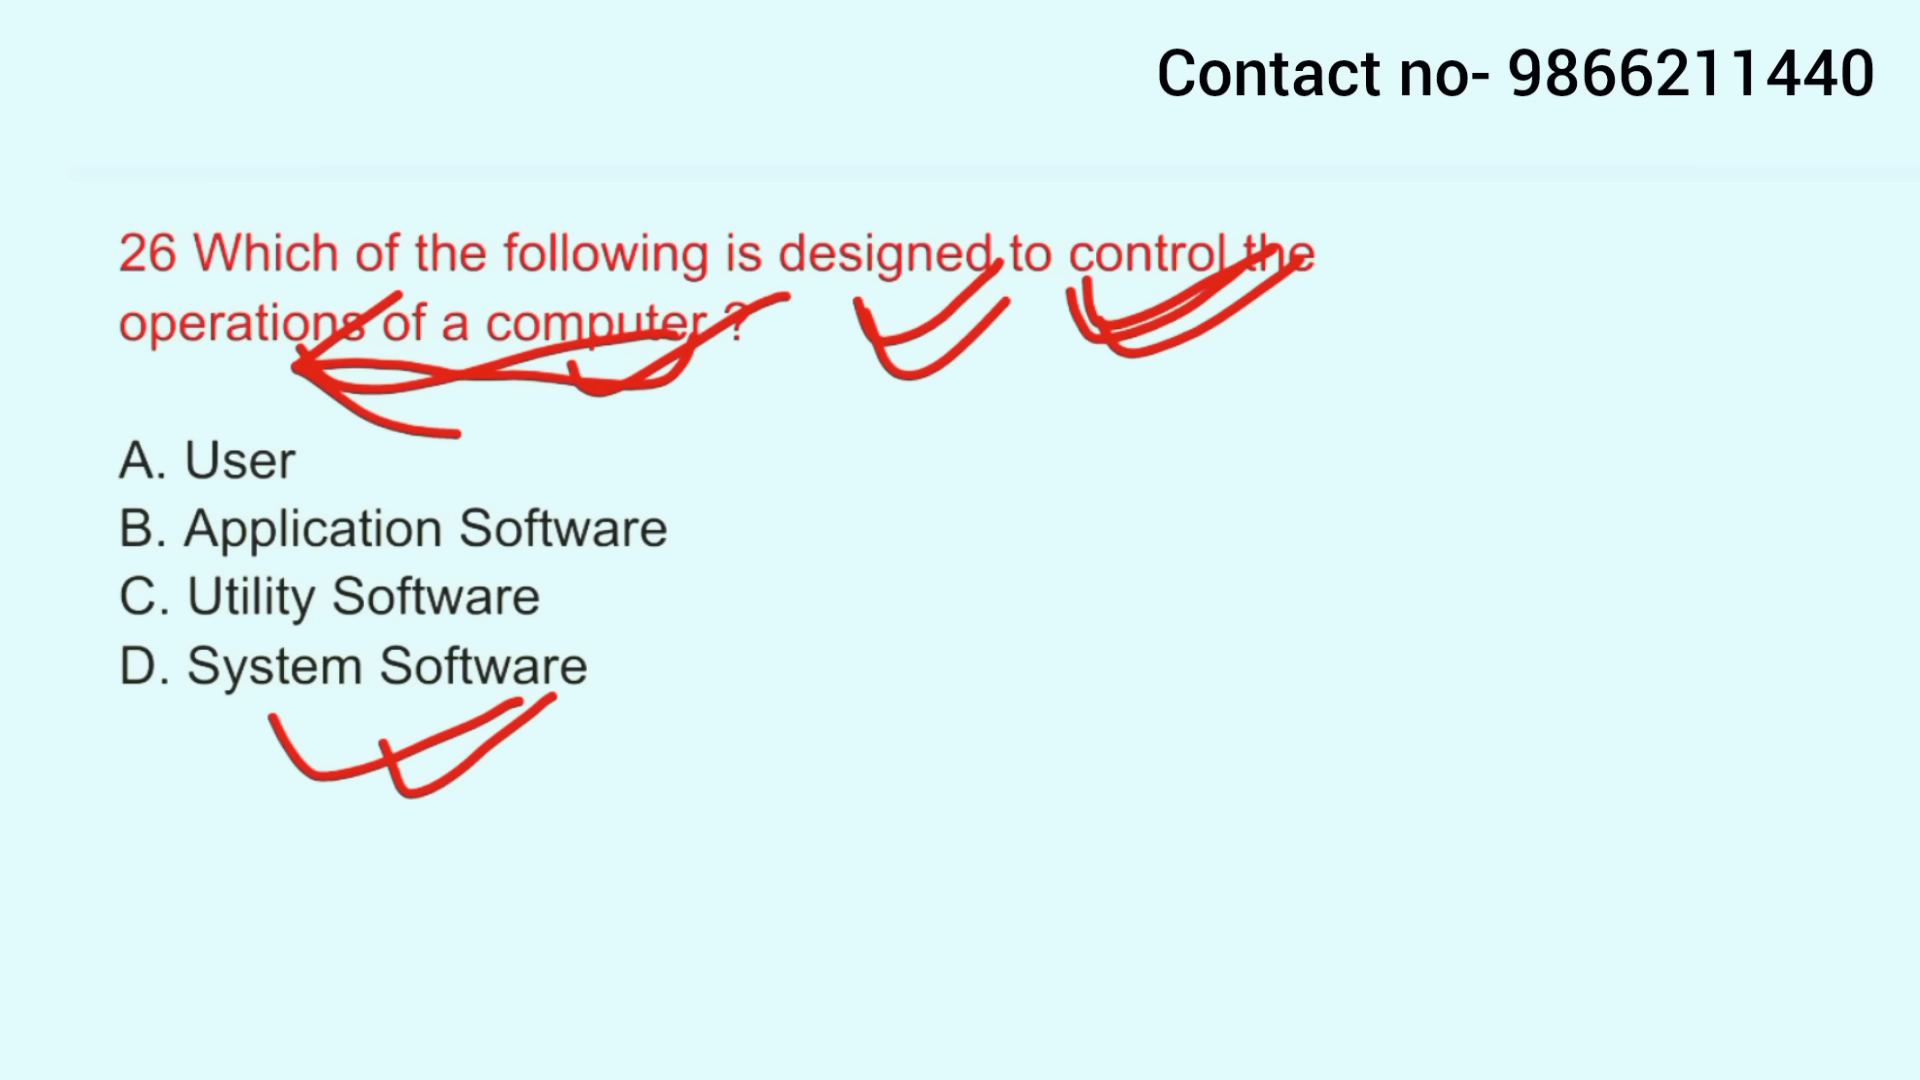 Contact no- 9866211440
26 Which of the following is designed to control the
operations of a computer ?
A. User
B. Application Software
C. Utility Software
D. System Software